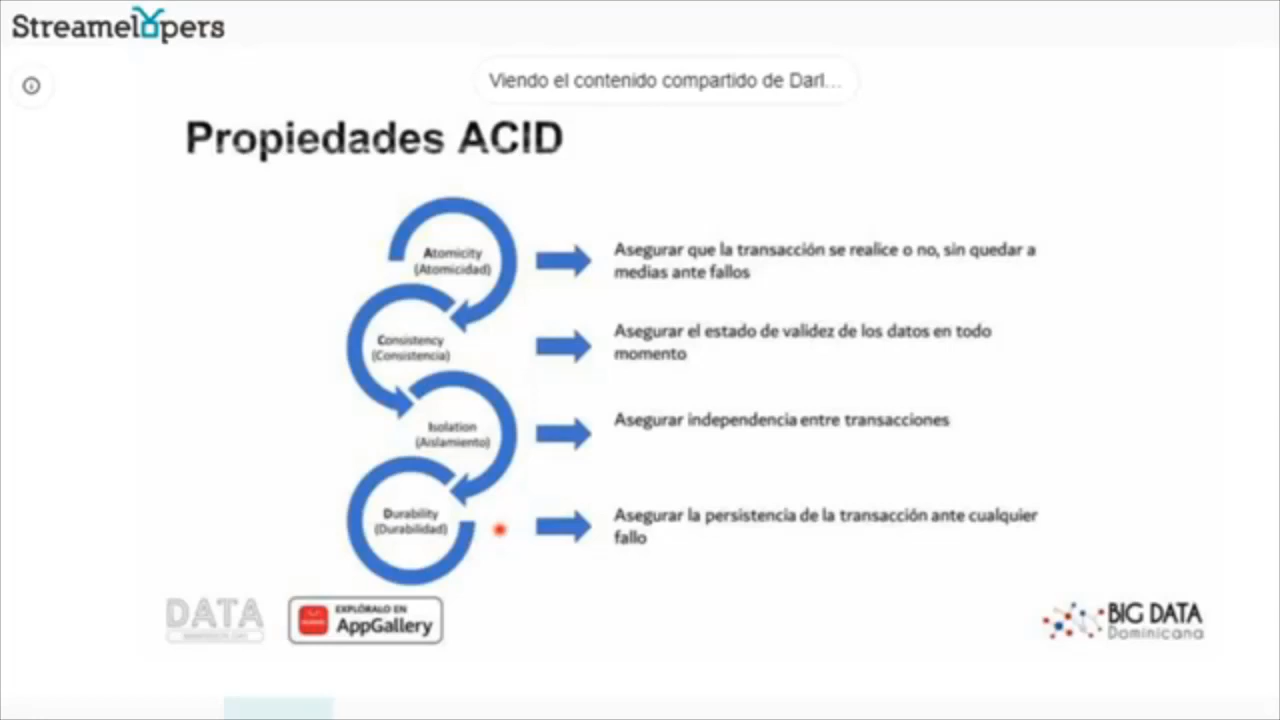 Streamelopers
Viendo el contenido compartido de Darl...
Propiedades ACID
Atomicity
(Atomicidad)
Asegurar que la transacción se realice o no, sin quedar a
medias ante fallos
Consistency
(Consistencia)
Asegurar el estado de validez de los datos en todo
momento
Isolation
(Aislamiento)
Asegurar independencia entre transacciones
Durability
(Durabilidad)
Asegurar la persistencia de la transacción ante cualquier
fallo
DATA
EXPLÓRALO EN
AppGallery
BIG DATA
Dominicana